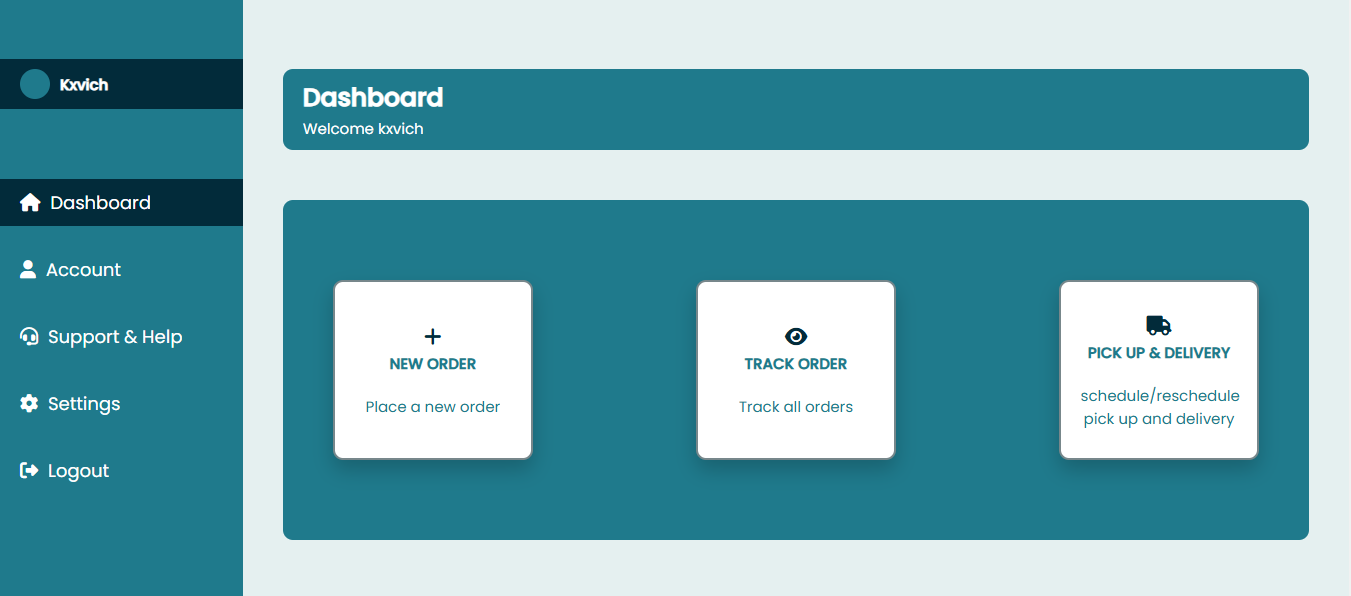 Kxvich
Dashboard
Account
Support & Help
Settings
Logout
Dashboard
Welcome kxvich
NEW ORDER
Place a new order
TRACK ORDER
Track all orders
PICK UP & DELIVERY
schedule/reschedule
pick up and delivery